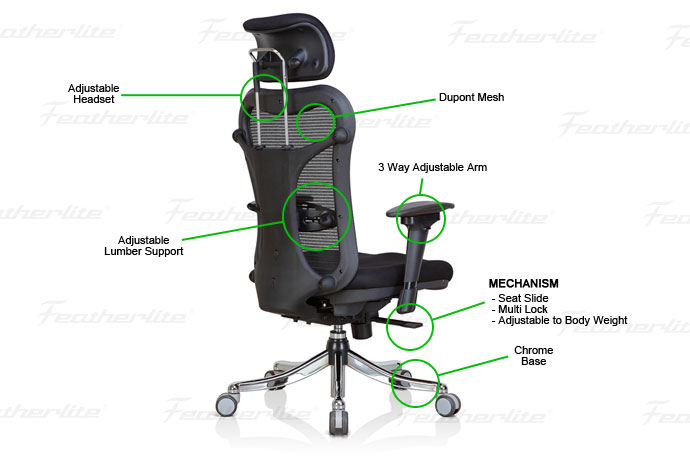 Featherlite
Adjustable
Headset
Dupont Mesh
3 Way Adjustable Arm
Adjustable
Lumber Support
MECHANISM
- Seat Slide
- Multi Lock
- Adjustable to Body Weight
Chrome
Base